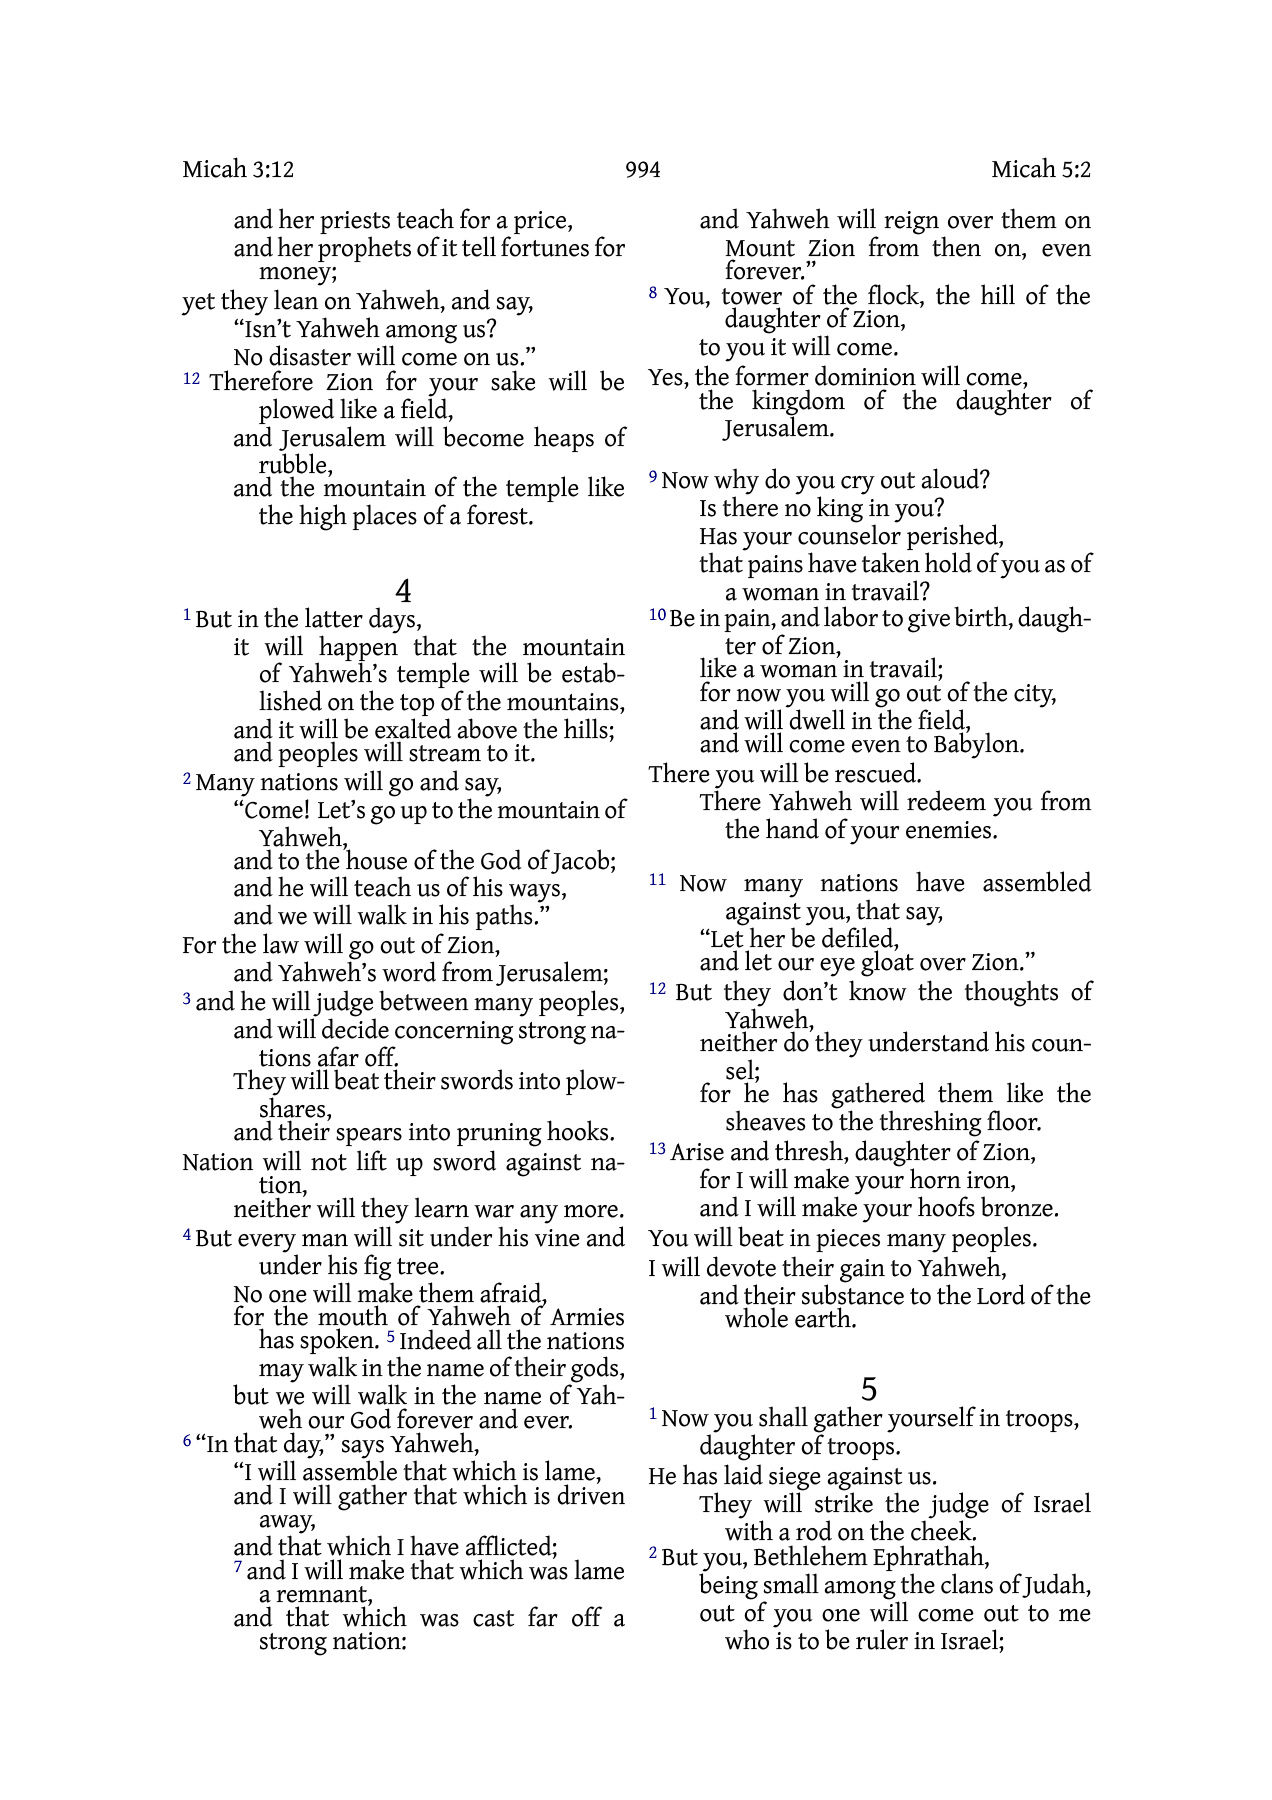 Micah 3:12
994
Micah 5:2
and her priests teach for a price,
and her prophets of it tell fortunes for
money;
yet they lean on Yahweh, and say,
“Isn’t Yahweh among us?
No disaster will come on us.”
12 Therefore Zion for your sake will be
plowed like a field,
and Jerusalem will become heaps of
rubble,
and the mountain of the temple like
the high places of a forest.
4
1 But in the latter days,
it will happen that the mountain
of Yahweh’s temple will be estab-
lished on the top of the mountains,
and it will be exalted above the hills;
and peoples will stream to it.
2 Many nations will go and say,
“Come! Let’s go up to the mountain of
Yahweh,
and to the house of the God of Jacob;
and he will teach us of his ways,
and we will walk in his paths.”
For the law will go out of Zion,
and Yahweh’s word from Jerusalem;
3 and he will judge between many peoples,
and will decide concerning strong na-
tions afar off.
They will beat their swords into plow-
shares,
and their spears into pruning hooks.
Nation will not lift up sword against na-
tion,
neither will they learn war any more.
4 But every man will sit under his vine and
under his fig tree.
No one will make them afraid,
for the mouth of Yahweh of Armies
has spoken. 5 Indeed all the nations
may walk in the name of their gods,
but we will walk in the name of Yah-
weh our God forever and ever.
6 “In that day,” says Yahweh,
“I will assemble that which is lame,
and I will gather that which is driven
away,
and that which I have afflicted;
7 and I will make that which was lame
a remnant,
and that which was cast far off a
strong nation:
and Yahweh will reign over them on
Mount Zion from then on, even
forever.”
8 You, tower of the flock, the hill of the
daughter of Zion,
to you it will come.
Yes, the former dominion will come,
the kingdom of the daughter of
Jerusalem.
9 Now why do you cry out aloud?
Is there no king in you?
Has your counselor perished,
that pains have taken hold of you as of
a woman in travail?
10 Be in pain, and labor to give birth, daugh-
ter of Zion,
like a woman in travail;
for now you will go out of the city,
and will dwell in the field,
and will come even to Babylon.
There you will be rescued.
There Yahweh will redeem you from
the hand of your enemies.
11 Now many nations have assembled
against you, that say,
“Let her be defiled,
and let our eye gloat over Zion.”
12 But they don’t know the thoughts of
Yahweh,
neither do they understand his coun-
sel;
for he has gathered them like the
sheaves to the threshing floor.
13 Arise and thresh, daughter of Zion,
for I will make your horn iron,
and I will make your hoofs bronze.
You will beat in pieces many peoples.
I will devote their gain to Yahweh,
and their substance to the Lord of the
whole earth.
5
1 Now you shall gather yourself in troops,
daughter of troops.
He has laid siege against us.
They will strike the judge of Israel
with a rod on the cheek.
2 But you, Bethlehem Ephrathah,
being small among the clans of Judah,
out of you one will come out to me
who is to be ruler in Israel;